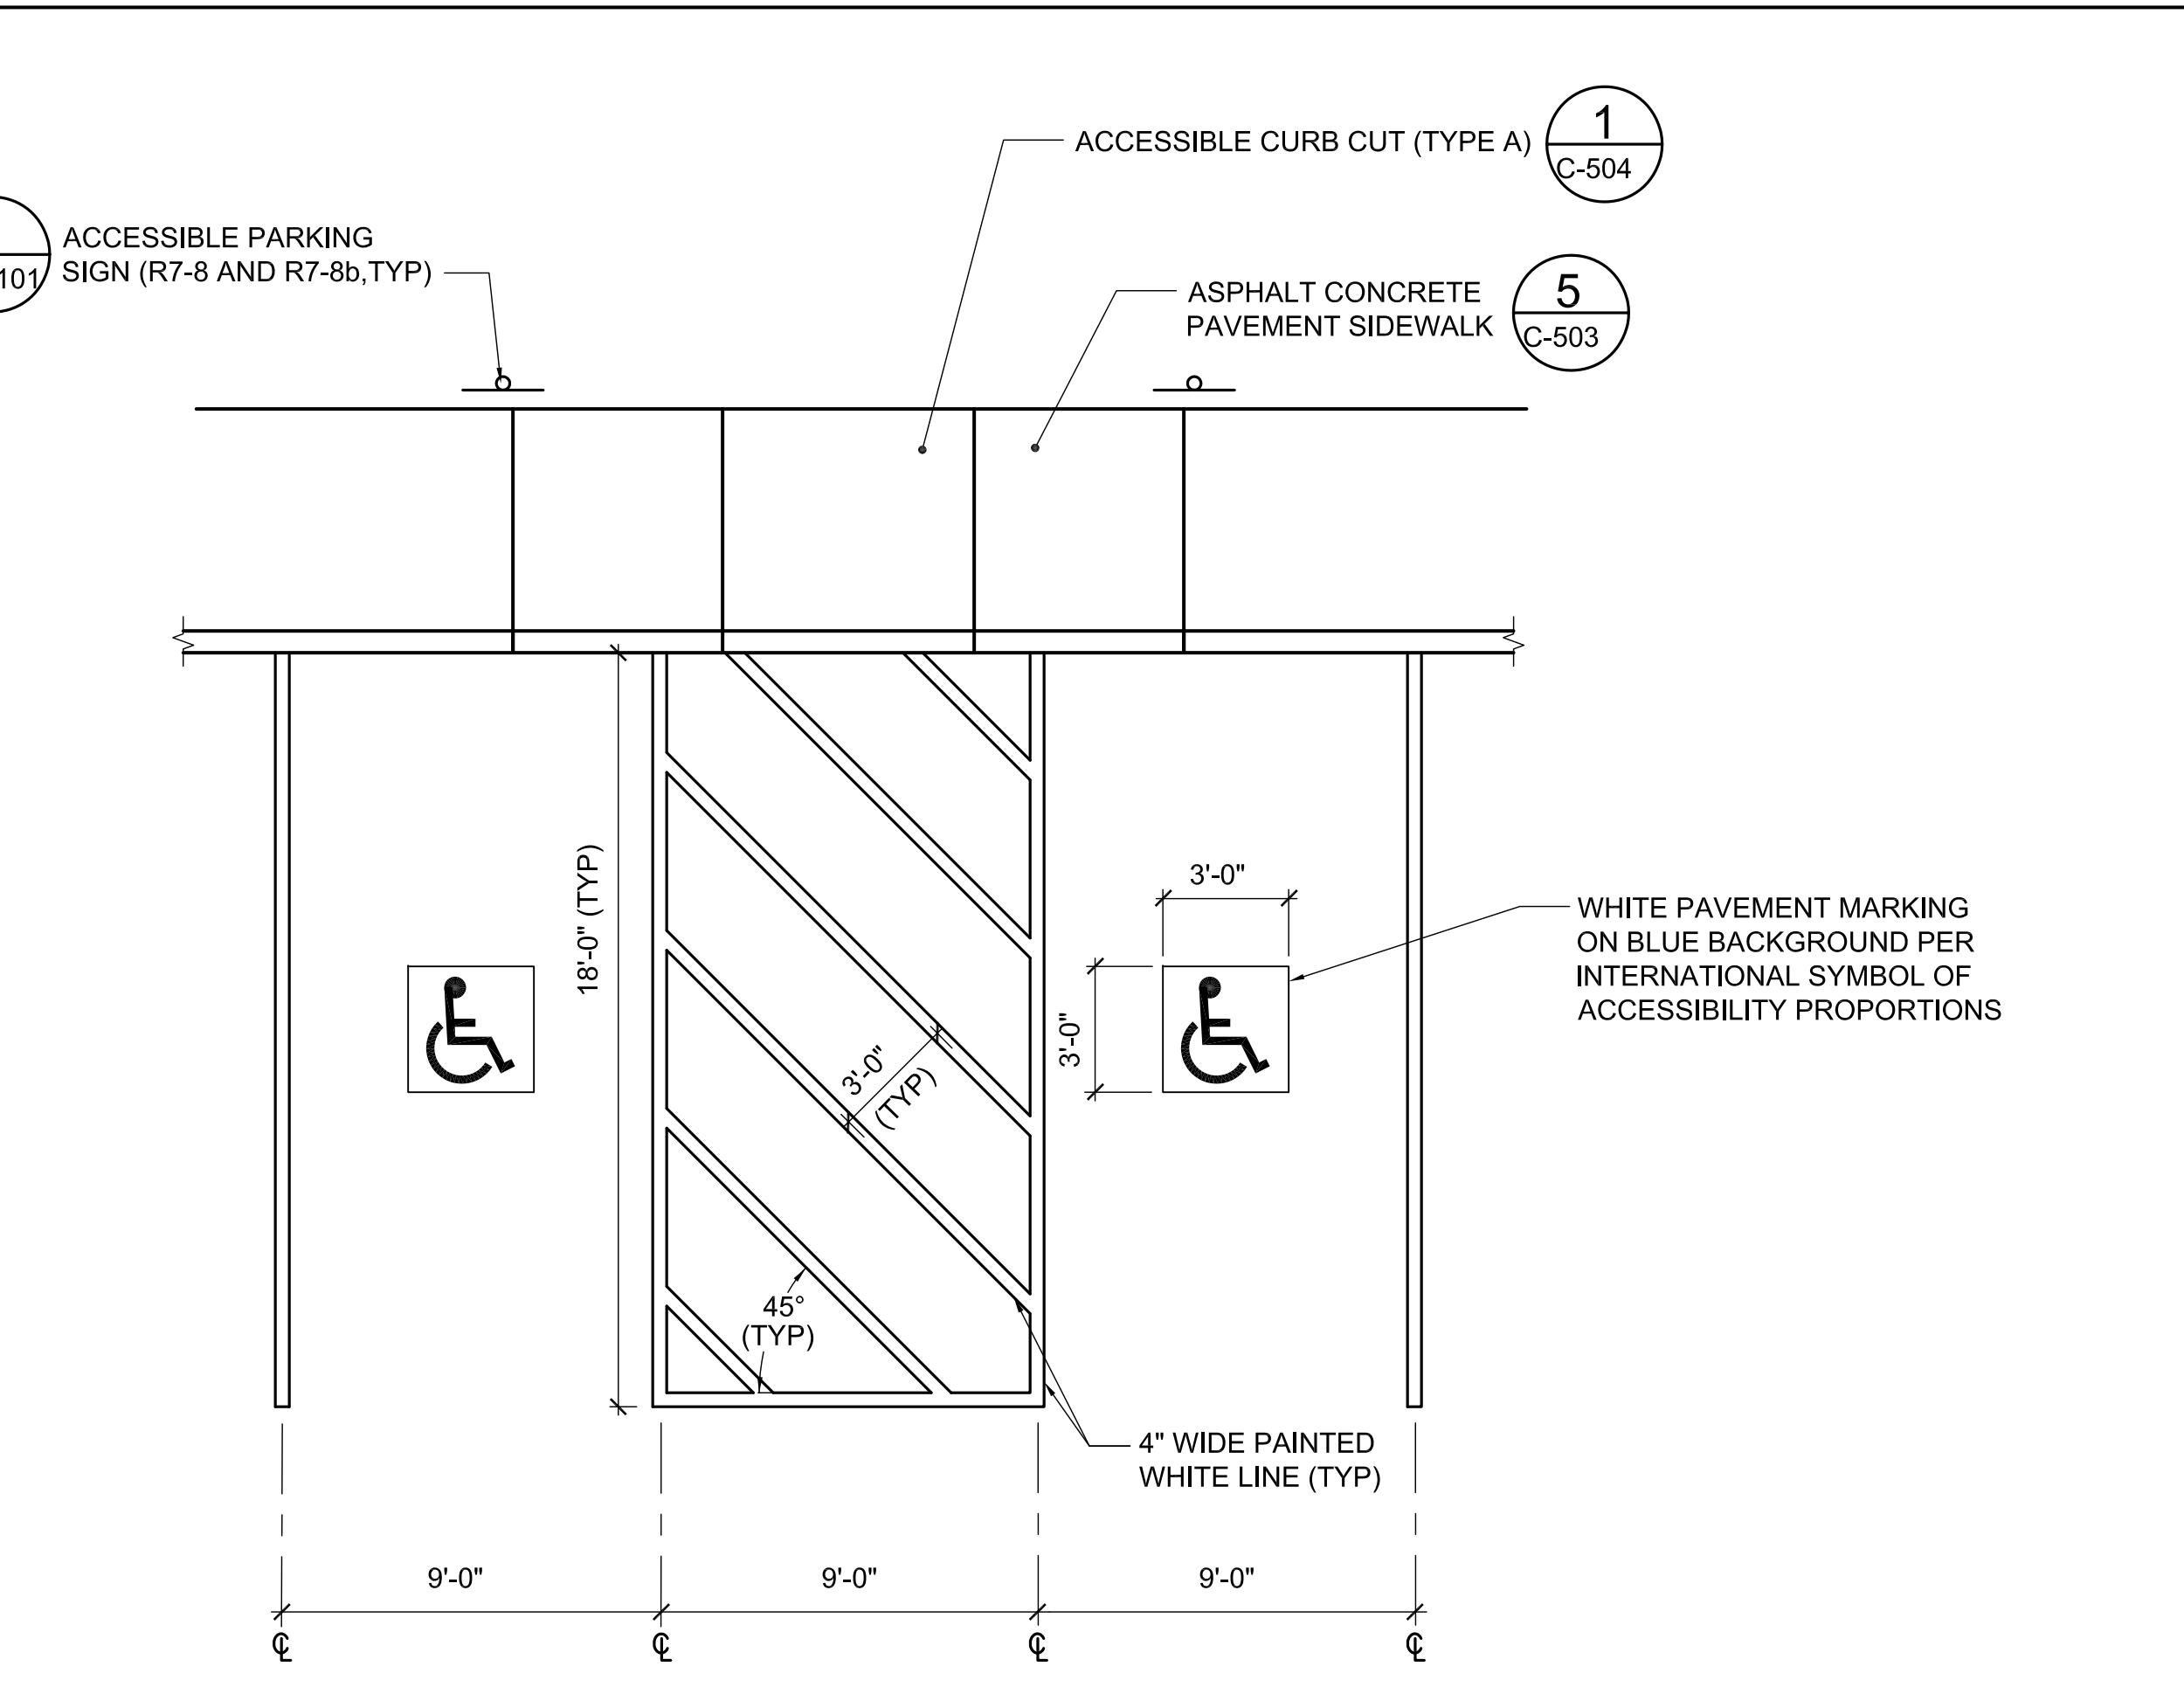 ACCESSIBLE CURB CUT (TYPE A)
1
C-504
101
ACCESSIBLE PARKING
SIGN (R7-8 AND R7-8b,TYP)
ASPHALT CONCRETE
PAVEMENT SIDEWALK
5
C-503
18'-0" (TYP)
3'-0"
3'-0"
WHITE PAVEMENT MARKING
ON BLUE BACKGROUND PER
INTERNATIONAL SYMBOL OF
ACCESSIBILITY PROPORTIONS
3'-0"
(TYP)
45°
(TYP)
4" WIDE PAINTED
WHITE LINE (TYP)
9'-0"
9'-0"
9'-0"
℄
℄
℄
℄